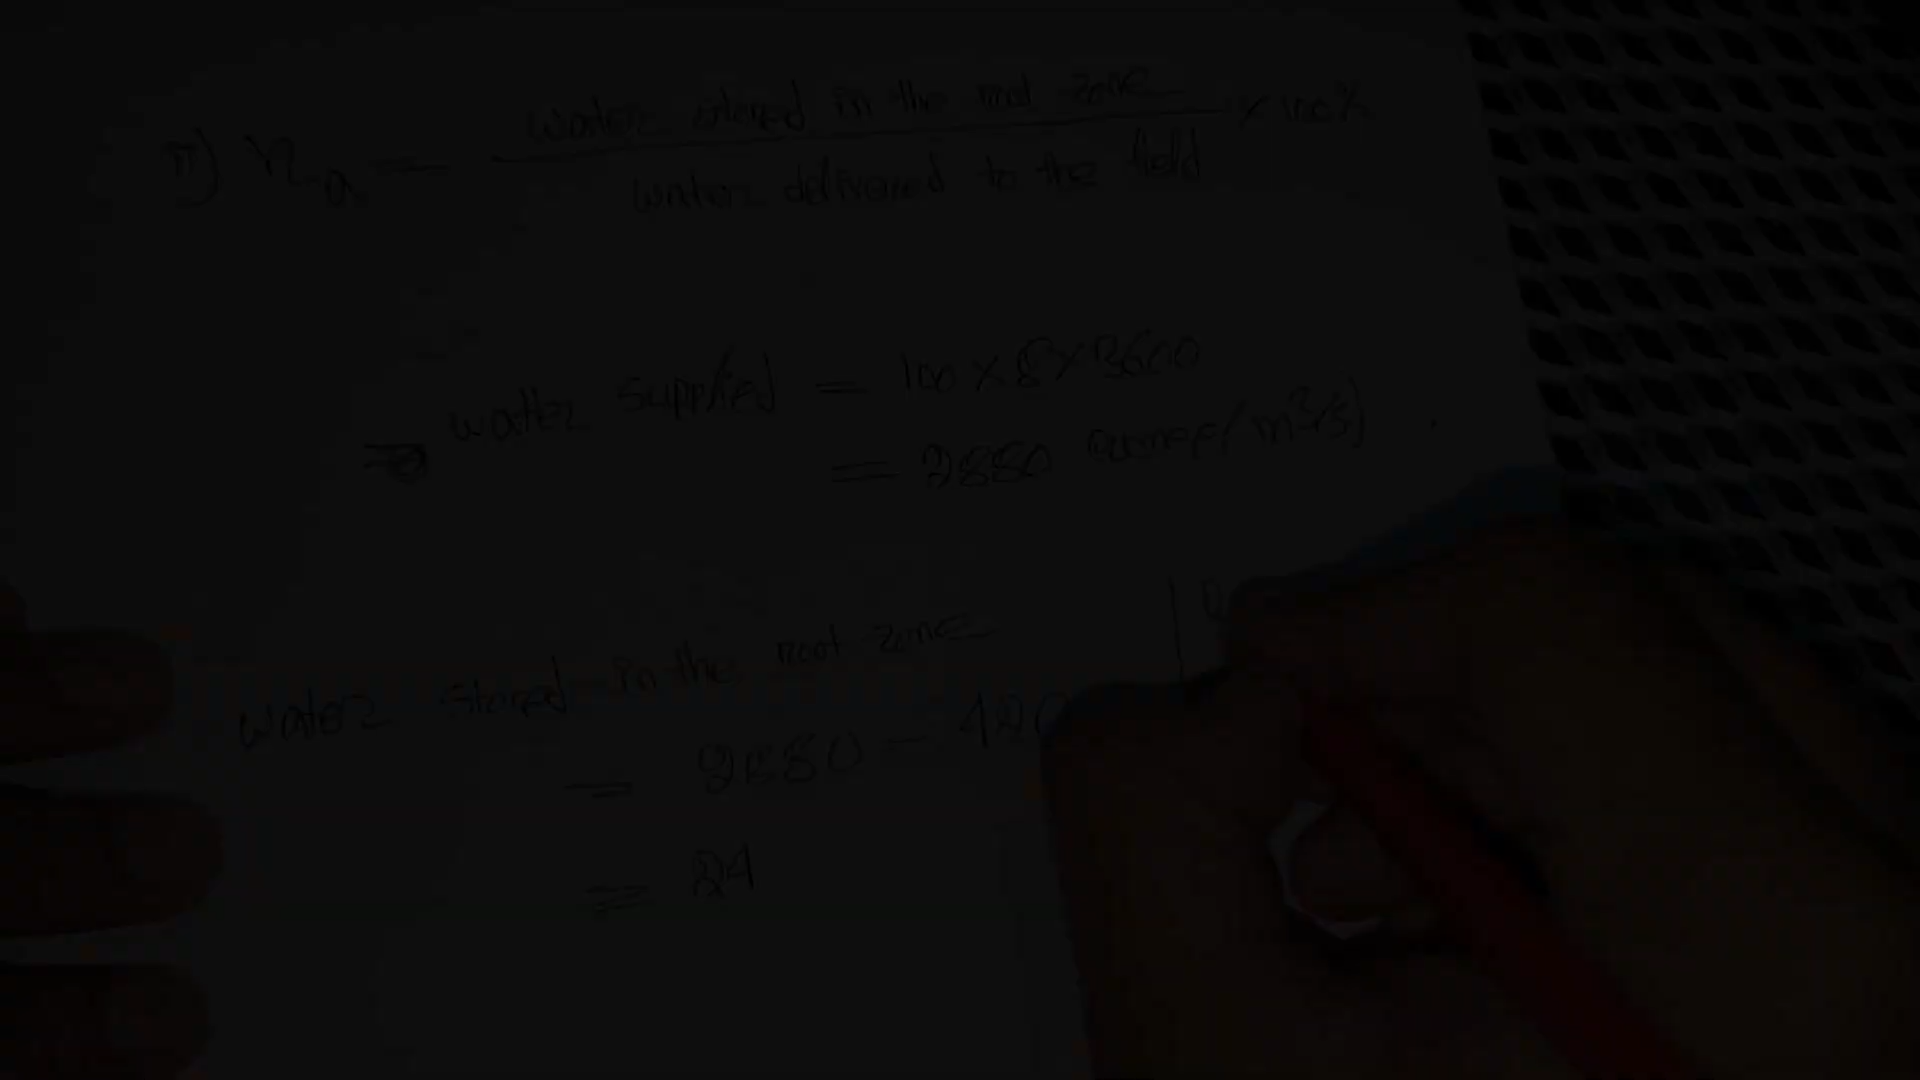 ii) η a = water stored in the root zone × 100%
water delivered to the field
⇒ water supplied = 100 × 8 × 3600
= 2880 cumec (m³/s)
water stored in the root zone
= 2880 - 420
= 24